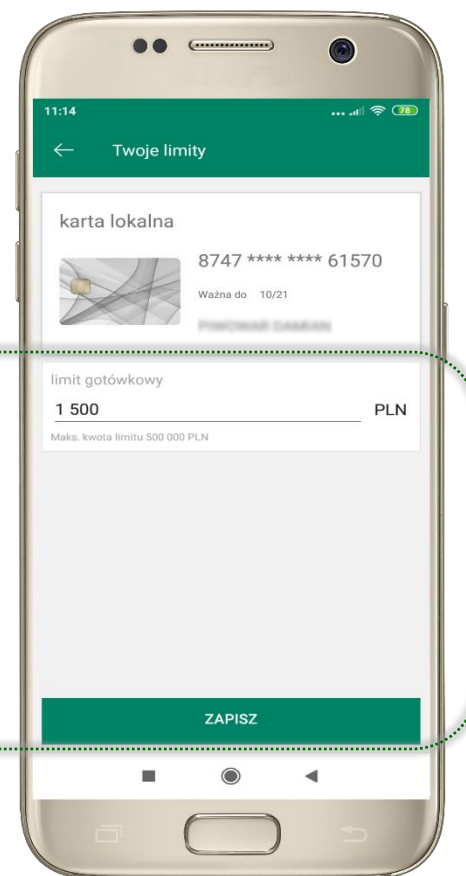 11:14
78
Twoje limity
karta lokalna
8747 **** **** 61570
Ważna do 10/21
limit gotówkowy
1 500 PLN
Maks. kwota limitu 500 000 PLN
ZAPISZ